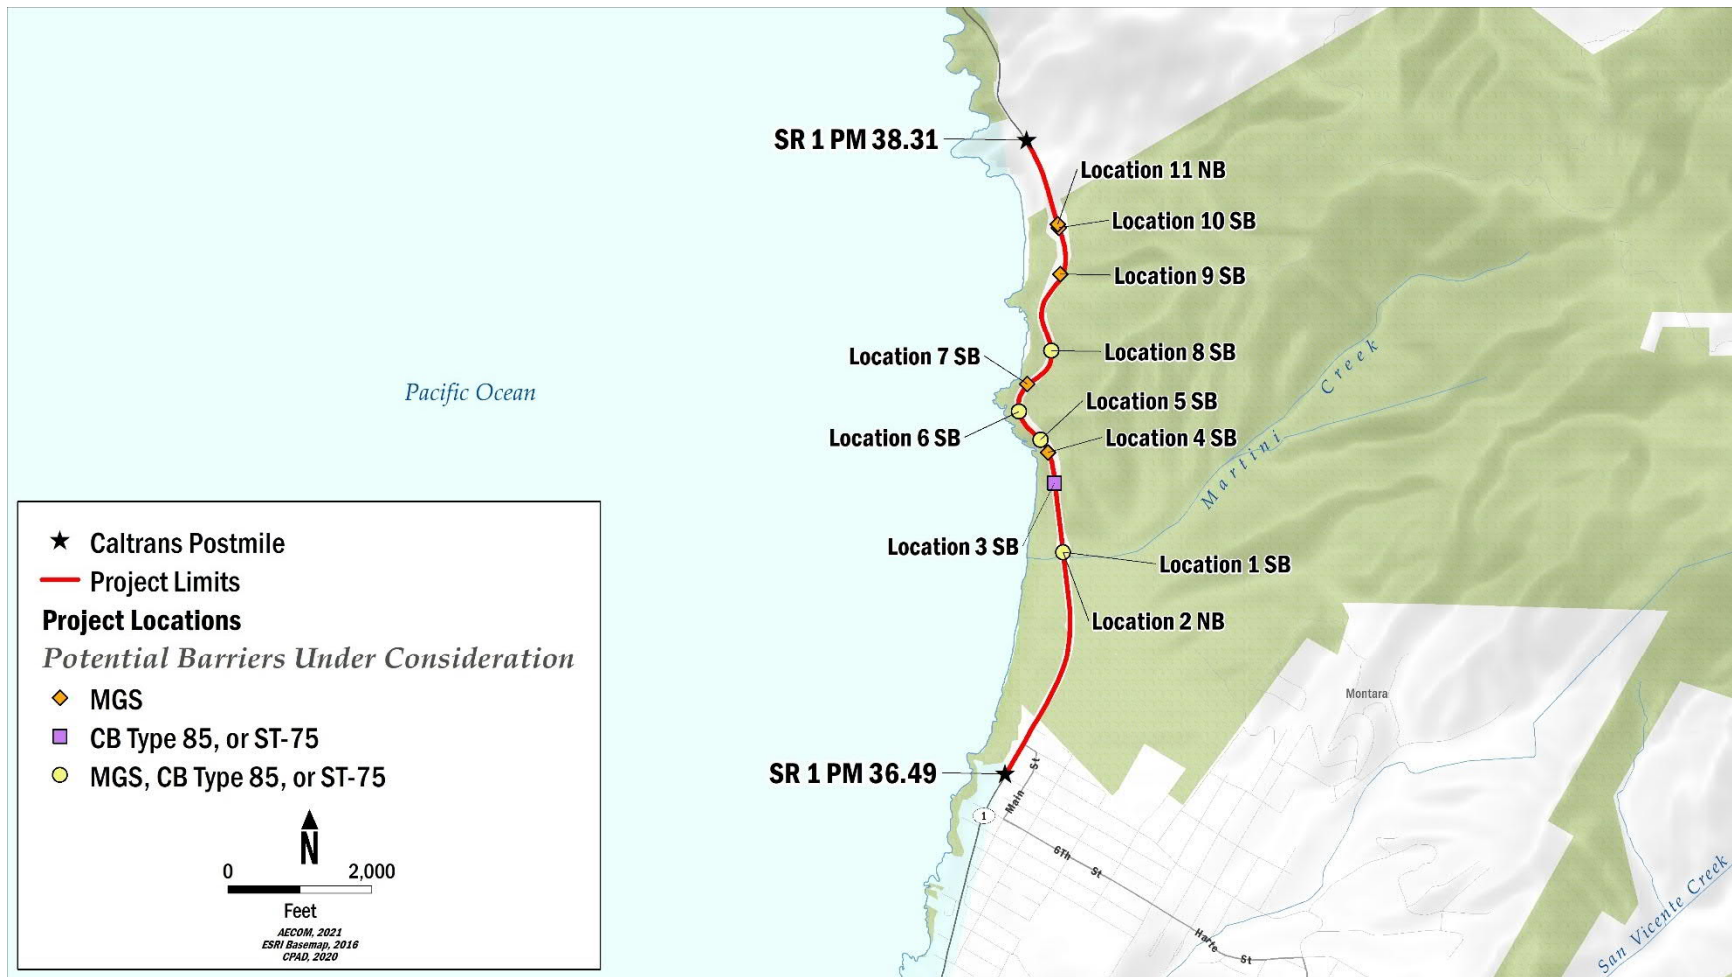 SR 1 PM 38.31
Location 11 NB
Location 10 SB
Location 9 SB
Location 8 SB
Location 7 SB
Pacific Ocean
Location 5 SB
Location 6 SB
Location 4 SB
Martini Creek
Location 3 SB
Location 1 SB
Location 2 NB
Montara
SR 1 PM 36.49
Main St
1
6Th St
Harte St
San Vicente Creek
Caltrans Postmile
Project Limits
Project Locations
Potential Barriers Under Consideration
MGS
CB Type 85, or ST-75
MGS, CB Type 85, or ST-75
N
0 2,000
Feet
AECOM, 2021
ESRI Basemap, 2016
CPAD, 2020